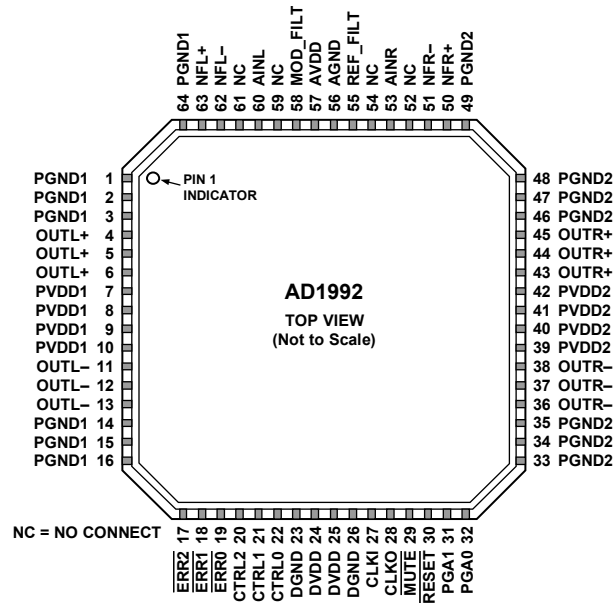 PGND1 64
NFL+ 63
NFL– 62
NC 61
AINL 60
NC 59
MOD_FILT 58
AVDD 57
AGND 56
REF_FILT 55
NC 54
AINR 53
NC 52
NFR– 51
NFR+ 50
PGND2 49
PGND1 1
PGND1 2
PGND1 3
OUTL+ 4
OUTL+ 5
OUTL+ 6
PVDD1 7
PVDD1 8
PVDD1 9
PVDD1 10
OUTL– 11
OUTL– 12
OUTL– 13
PGND1 14
PGND1 15
PGND1 16
PIN 1
INDICATOR
AD1992
TOP VIEW
(Not to Scale)
48 PGND2
47 PGND2
46 PGND2
45 OUTR+
44 OUTR+
43 OUTR+
42 PVDD2
41 PVDD2
40 PVDD2
39 PVDD2
38 OUTR–
37 OUTR–
36 OUTR–
35 PGND2
34 PGND2
33 PGND2
NC = NO CONNECT
ERR2 17
ERR1 18
ERR0 19
CTRL2 20
CTRL1 21
CTRL0 22
DGND 23
DVDD 24
DVDD 25
DGND 26
CLKI 27
CLKO 28
MUTE 29
RESET 30
PGA1 31
PGA0 32